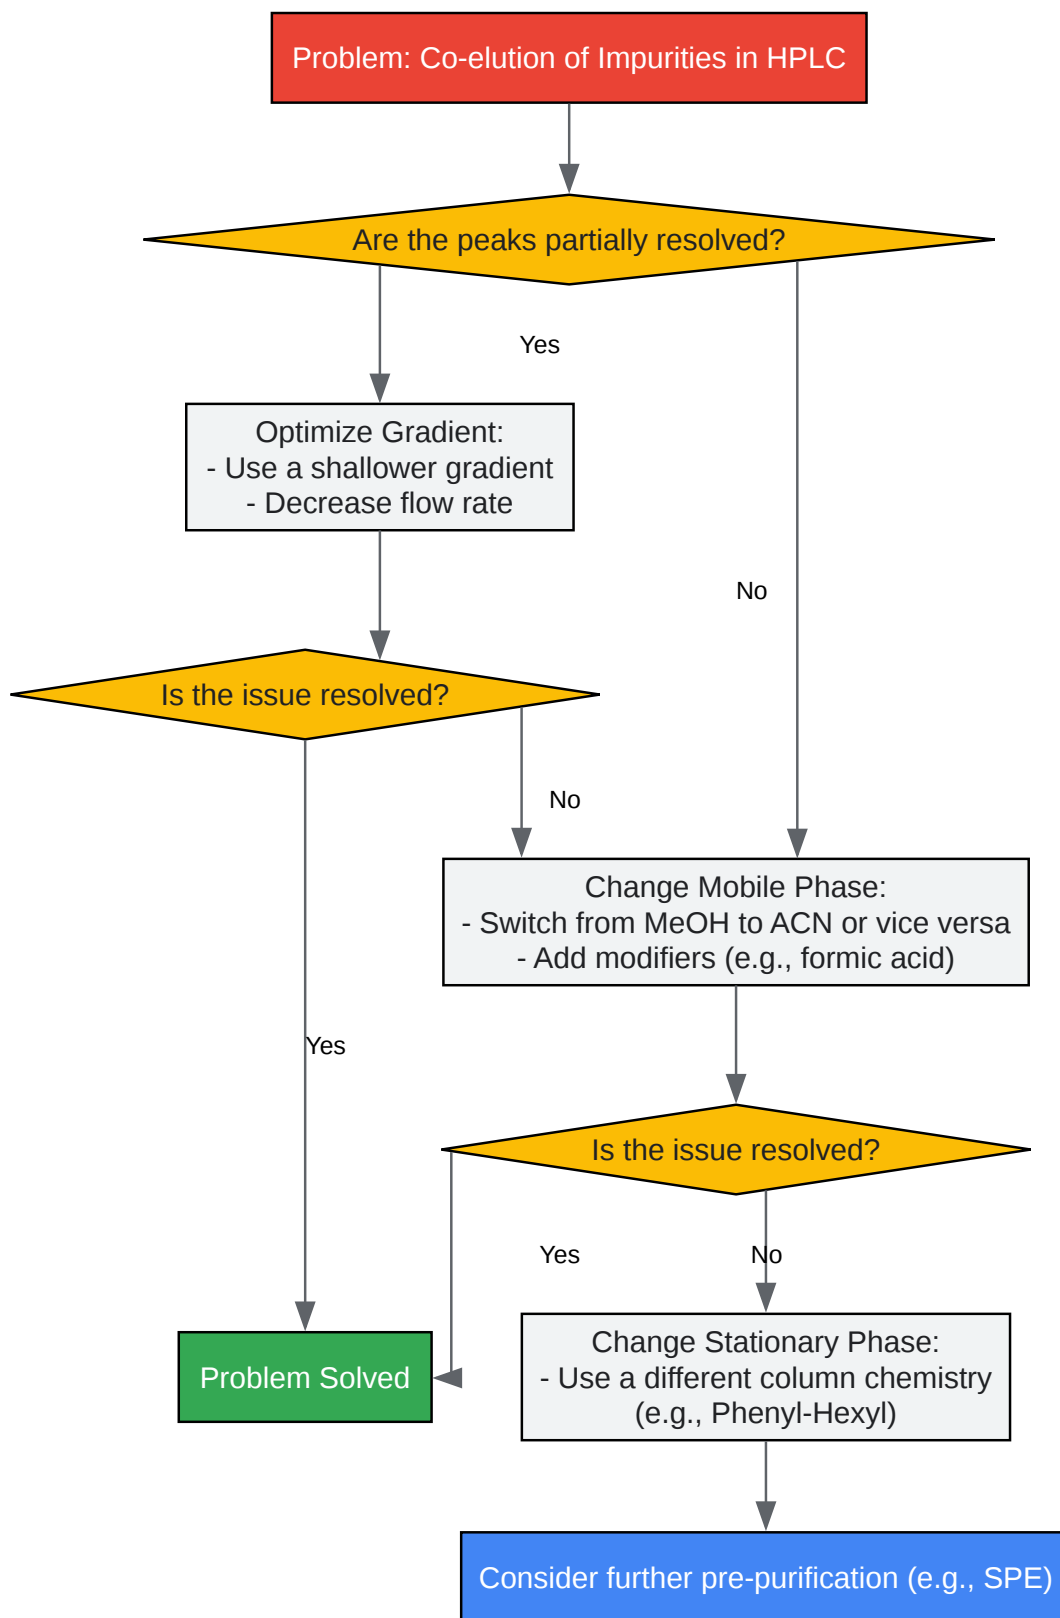 Problem: Co-elution of Impurities in HPLC
Are the peaks partially resolved?
Yes
Optimize Gradient:
- Use a shallower gradient
- Decrease flow rate
No
Is the issue resolved?
No
Change Mobile Phase:
- Switch from MeOH to ACN or vice versa
- Add modifiers (e.g., formic acid)
Yes
Is the issue resolved?
Yes
No
Change Stationary Phase:
- Use a different column chemistry
(e.g., Phenyl-Hexyl)
Problem Solved
Consider further pre-purification (e.g., SPE)